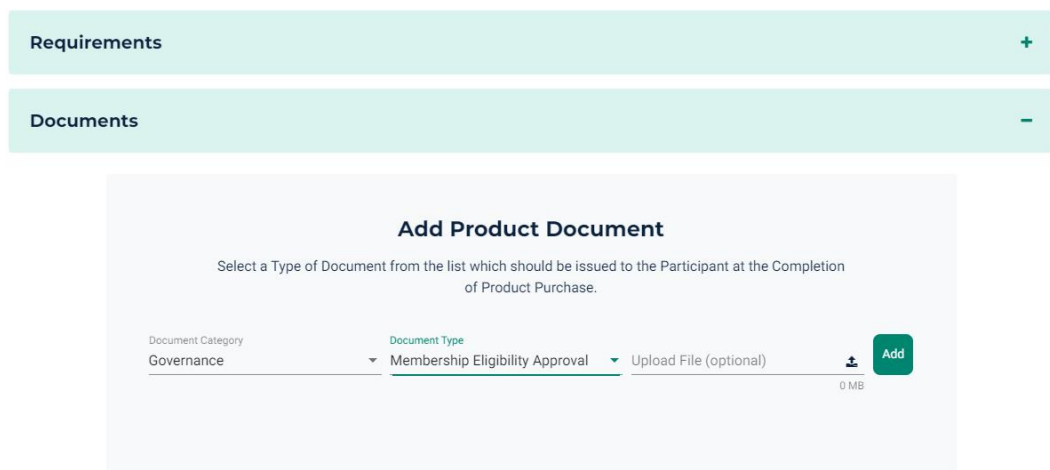 Requirements
Documents
Add Product Document
Select a Type of Document from the list which should be issued to the Participant at the Completion
of Product Purchase.
Document Category
Governance
Document Type
Membership Eligibility Approval
Upload File (optional)
0 MB
Add